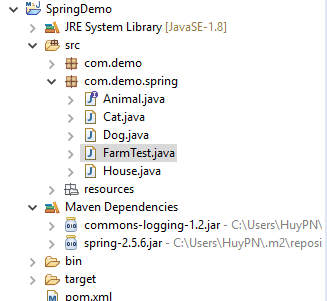 SpringDemo
JRE System Library [JavaSE-1.8]
src
com.demo
com.demo.spring
Animal.java
Cat.java
Dog.java
FarmTest.java
House.java
resources
Maven Dependencies
commons-logging-1.2.jar - C:\Users\HuyPN\
spring-2.5.6.jar - C:\Users\HuyPN\.m2\reposi
bin
target
pom.xml